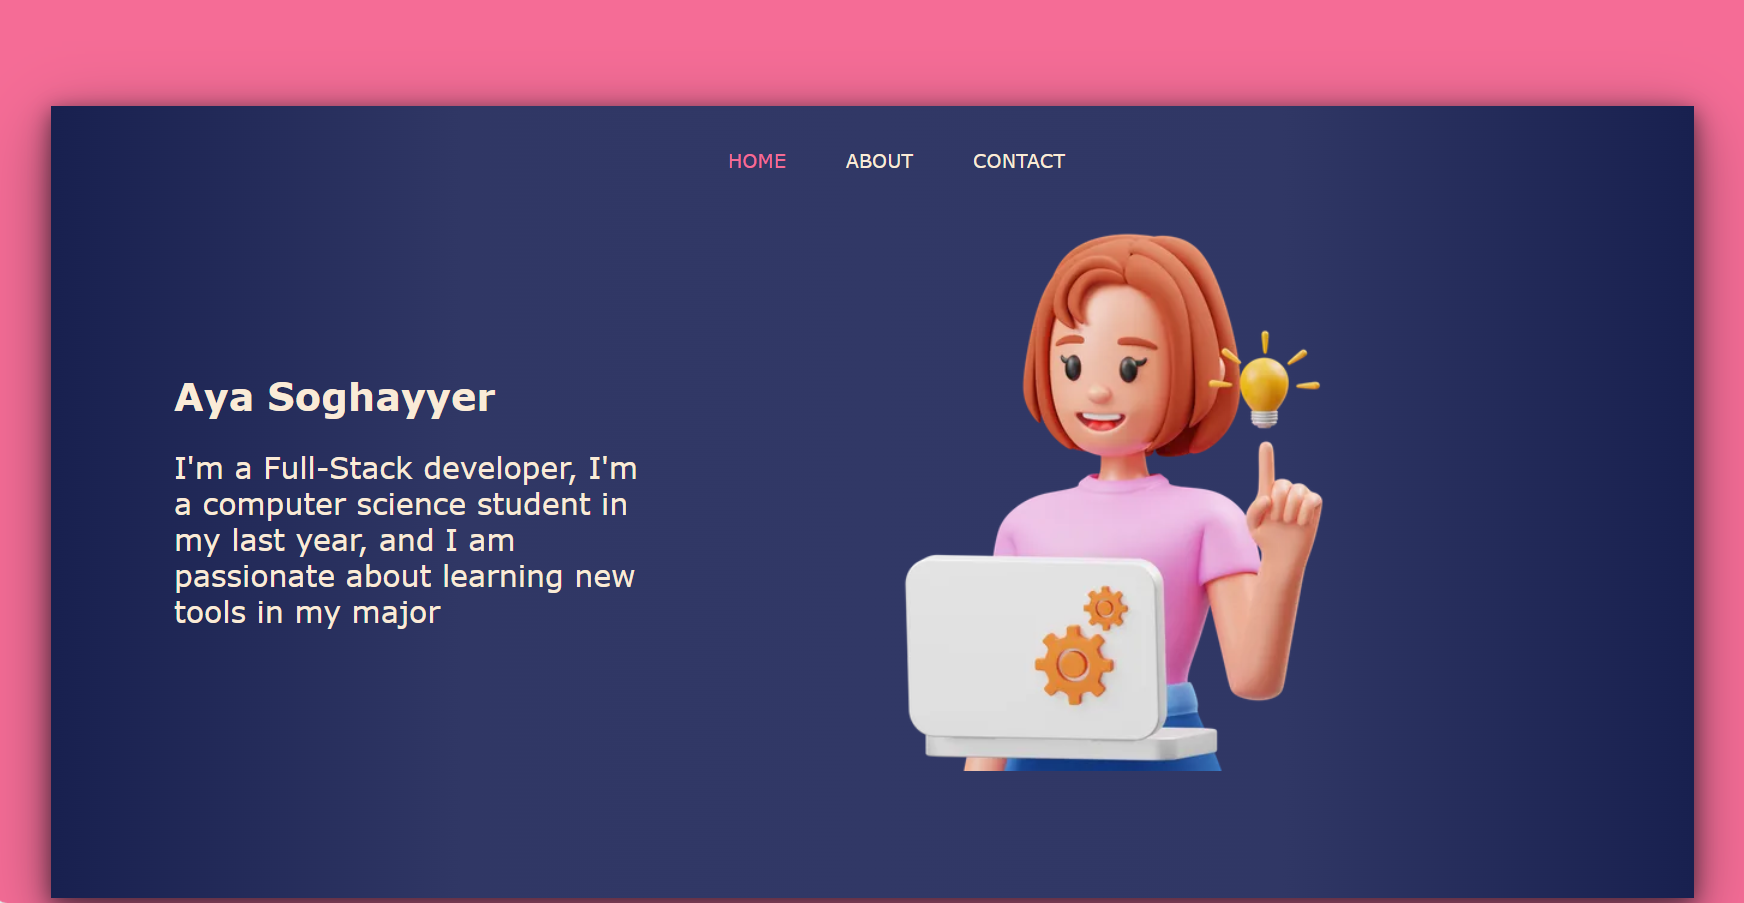 HOME ABOUT CONTACT
Aya Soghayyer
I'm a Full-Stack developer, I'm
a computer science student in
my last year, and I am
passionate about learning new
tools in my major